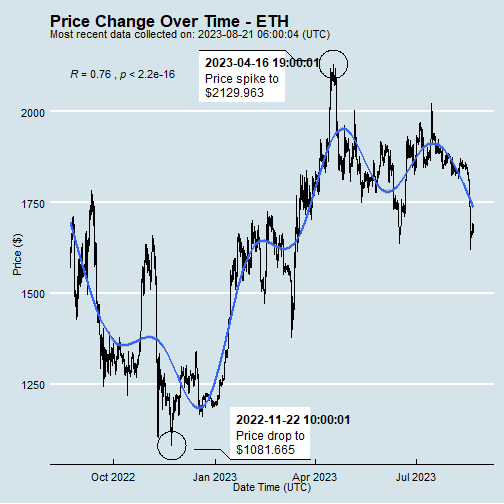 Price Change Over Time - ETH
Most recent data collected on: 2023-08-21 06:00:04 (UTC)
R = 0.76 , p < 2.2e-16
2023-04-16 19:00:01
Price spike to
$2129.963
2000
1750
1500
1250
Price ($)
2022-11-22 10:00:01
Price drop to
$1081.665
Oct 2022
Jan 2023
Apr 2023
Jul 2023
Date Time (UTC)